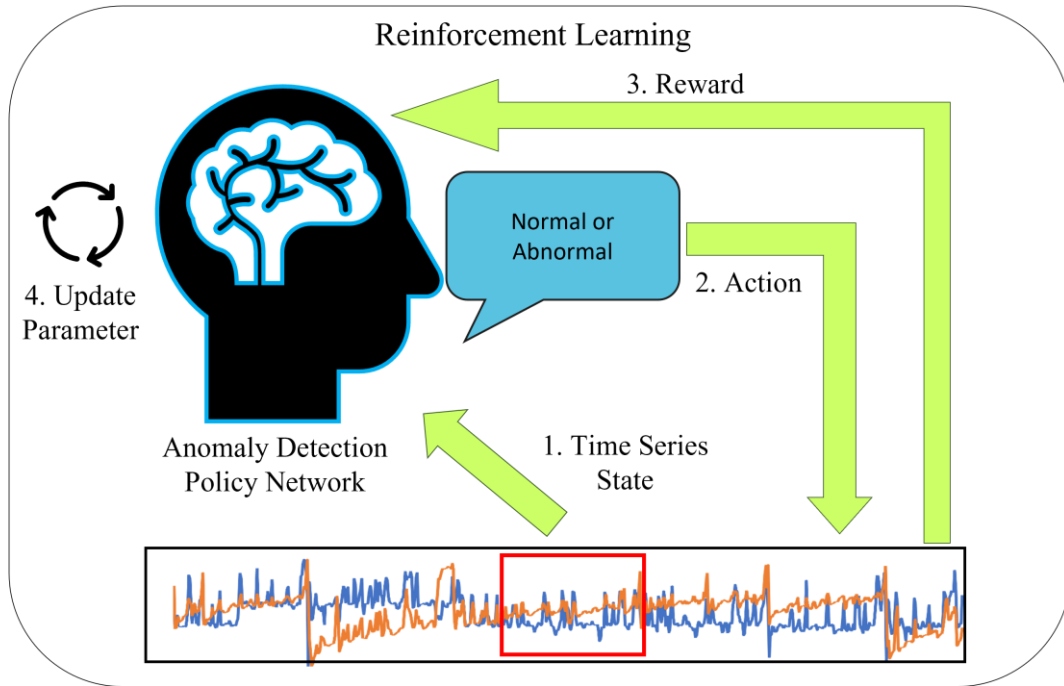 Reinforcement Learning
3. Reward
Normal or
Abnormal
2. Action
4. Update
Parameter
Anomaly Detection
Policy Network
1. Time Series
State